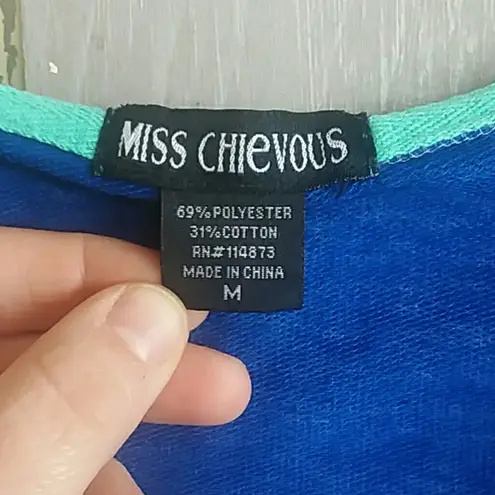 MISS CHIeVOUS
69% POLYESTER
31% COTTON
RN#114873
MADE IN CHINA
M